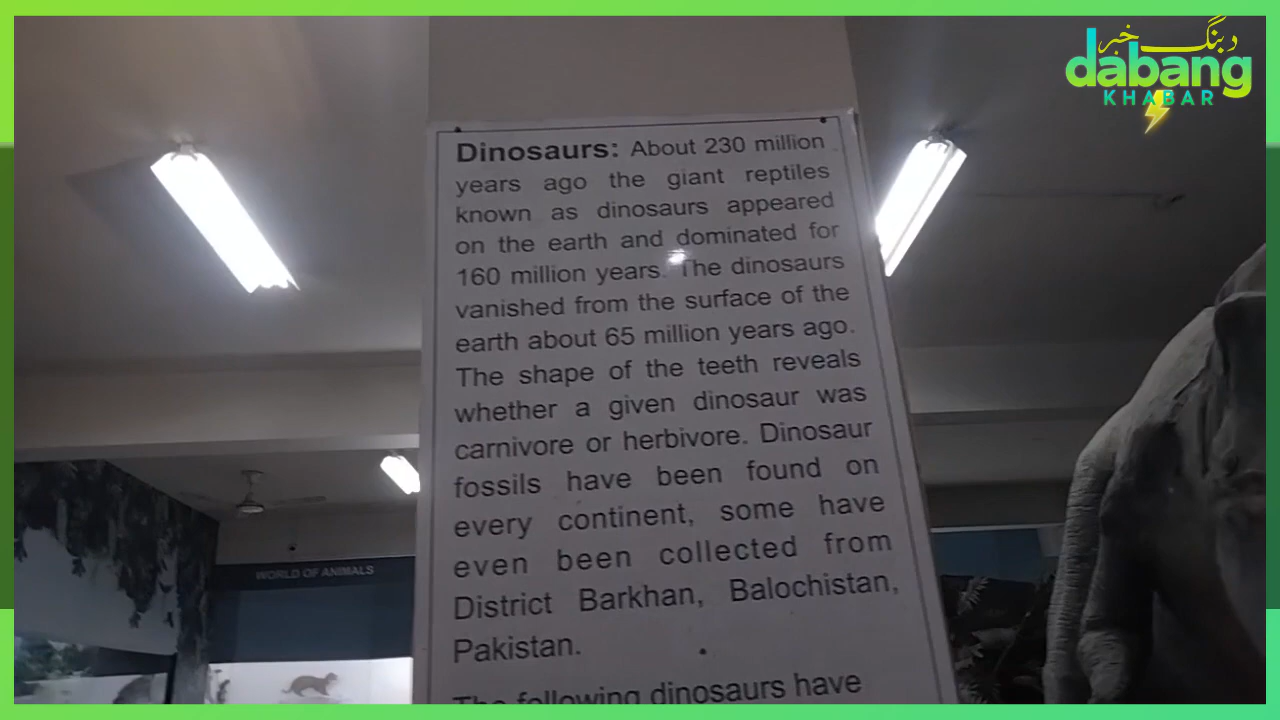 دبنگ خبر
dabang
KHABAR
Dinosaurs: About 230 million
years ago the giant reptiles
known as dinosaurs appeared
on the earth and dominated for
160 million years. The dinosaurs
vanished from the surface of the
earth about 65 million years ago.
The shape of the teeth reveals
whether a given dinosaur was
carnivore or herbivore. Dinosaur
fossils have been found on
every continent, some have
even been collected from
District Barkhan, Balochistan,
Pakistan.
The following dinosaurs have
WORLD OF ANIMALS